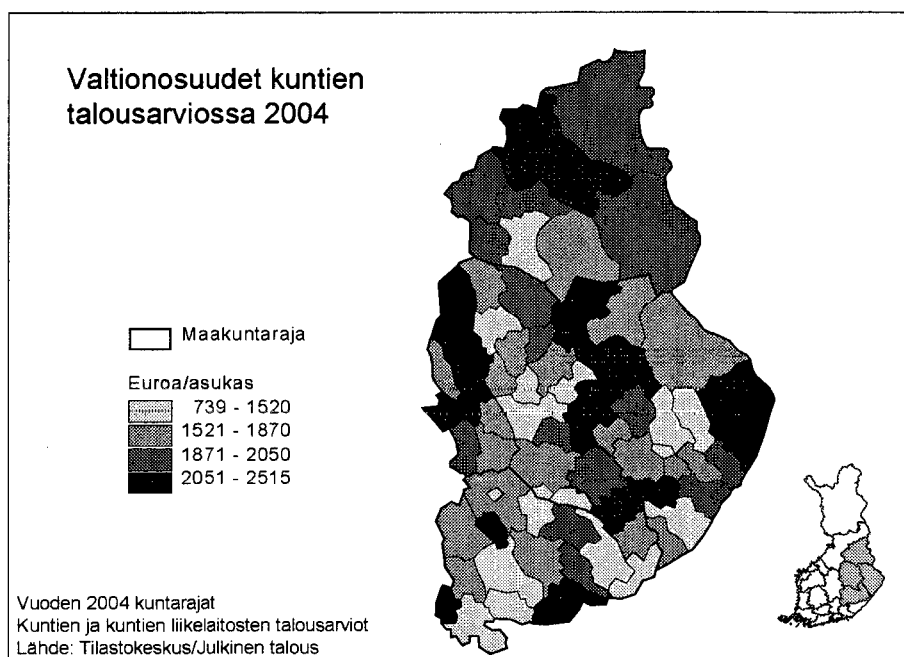 Valtionosuudet kuntien
talousarviossa 2004
Maakuntaraja
Euroa/asukas
739 - 1520
1521 - 1870
1871 - 2050
2051 - 2515
Vuoden 2004 kuntarajat
Kuntien ja kuntien liikelaitosten talousarviot
Lähde: Tilastokeskus/Julkinen talous